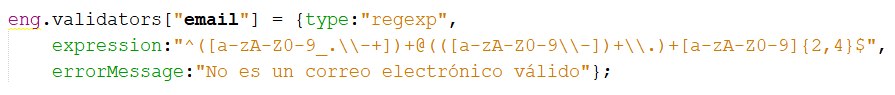 eng.validators["email"] = {type:"regexp",
expression:"^([a-zA-Z0-9_.\\-+])+@(([a-zA-Z0-9\\-])+\\.)+[a-zA-Z0-9]{2,4}$",
errorMessage:"No es un correo electrónico válido"};